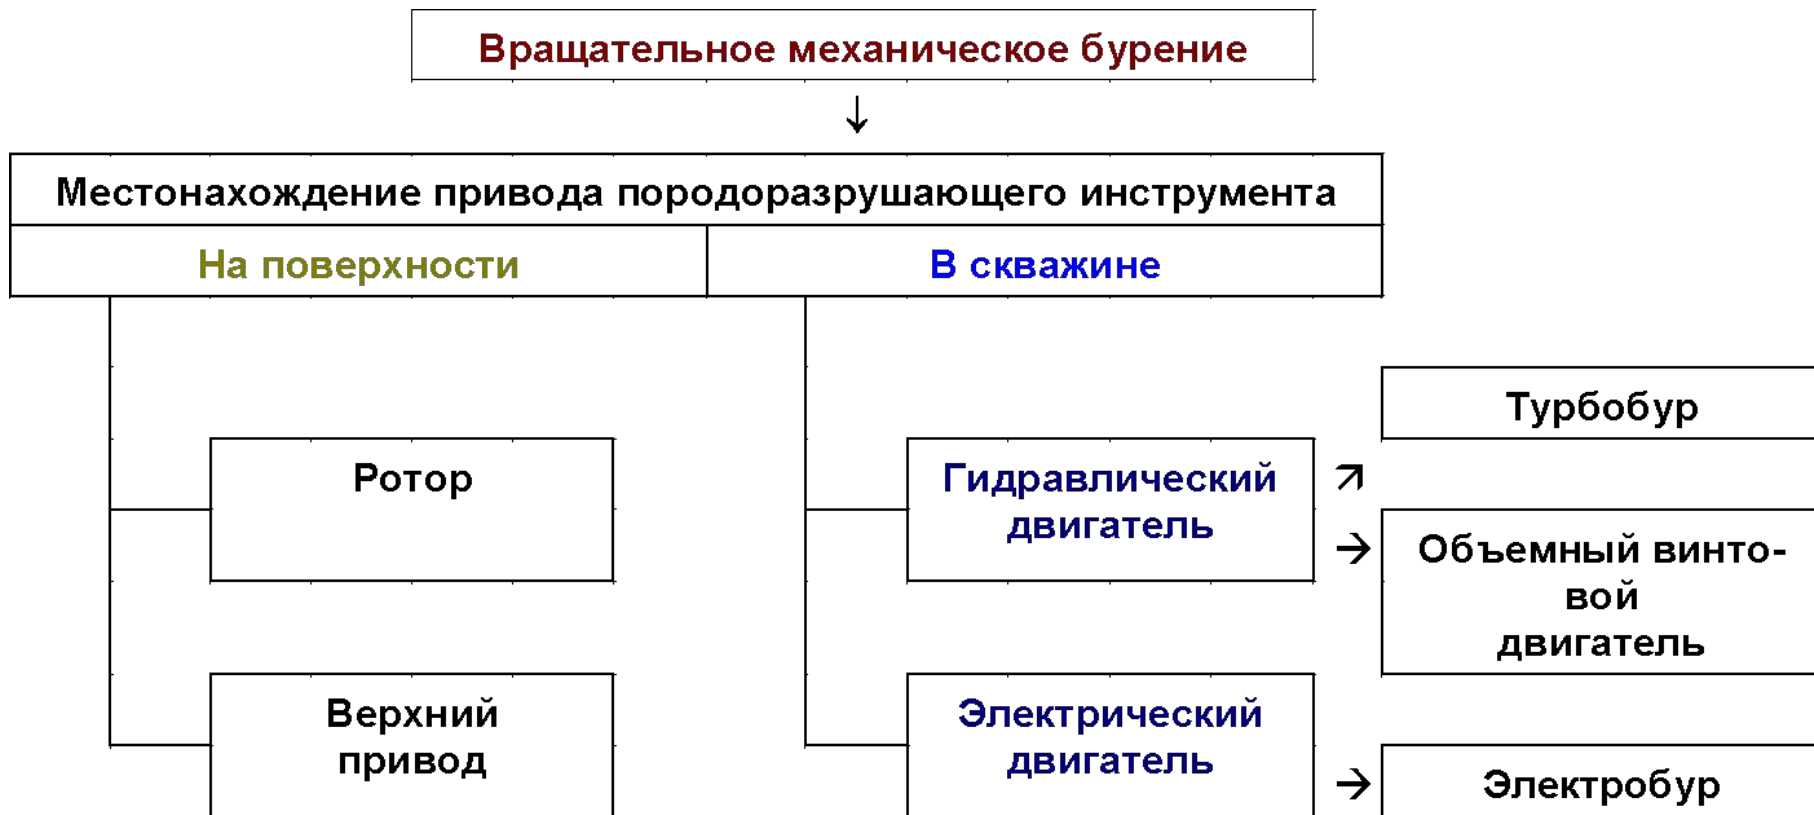 Вращательное механическое бурение
Местонахождение привода породоразрушающего инструмента
На поверхности
В скважине
Турбобур
Ротор
Гидравлический
двигатель
Объемный винто-
вой
двигатель
Верхний
привод
Электрический
двигатель
Электробур